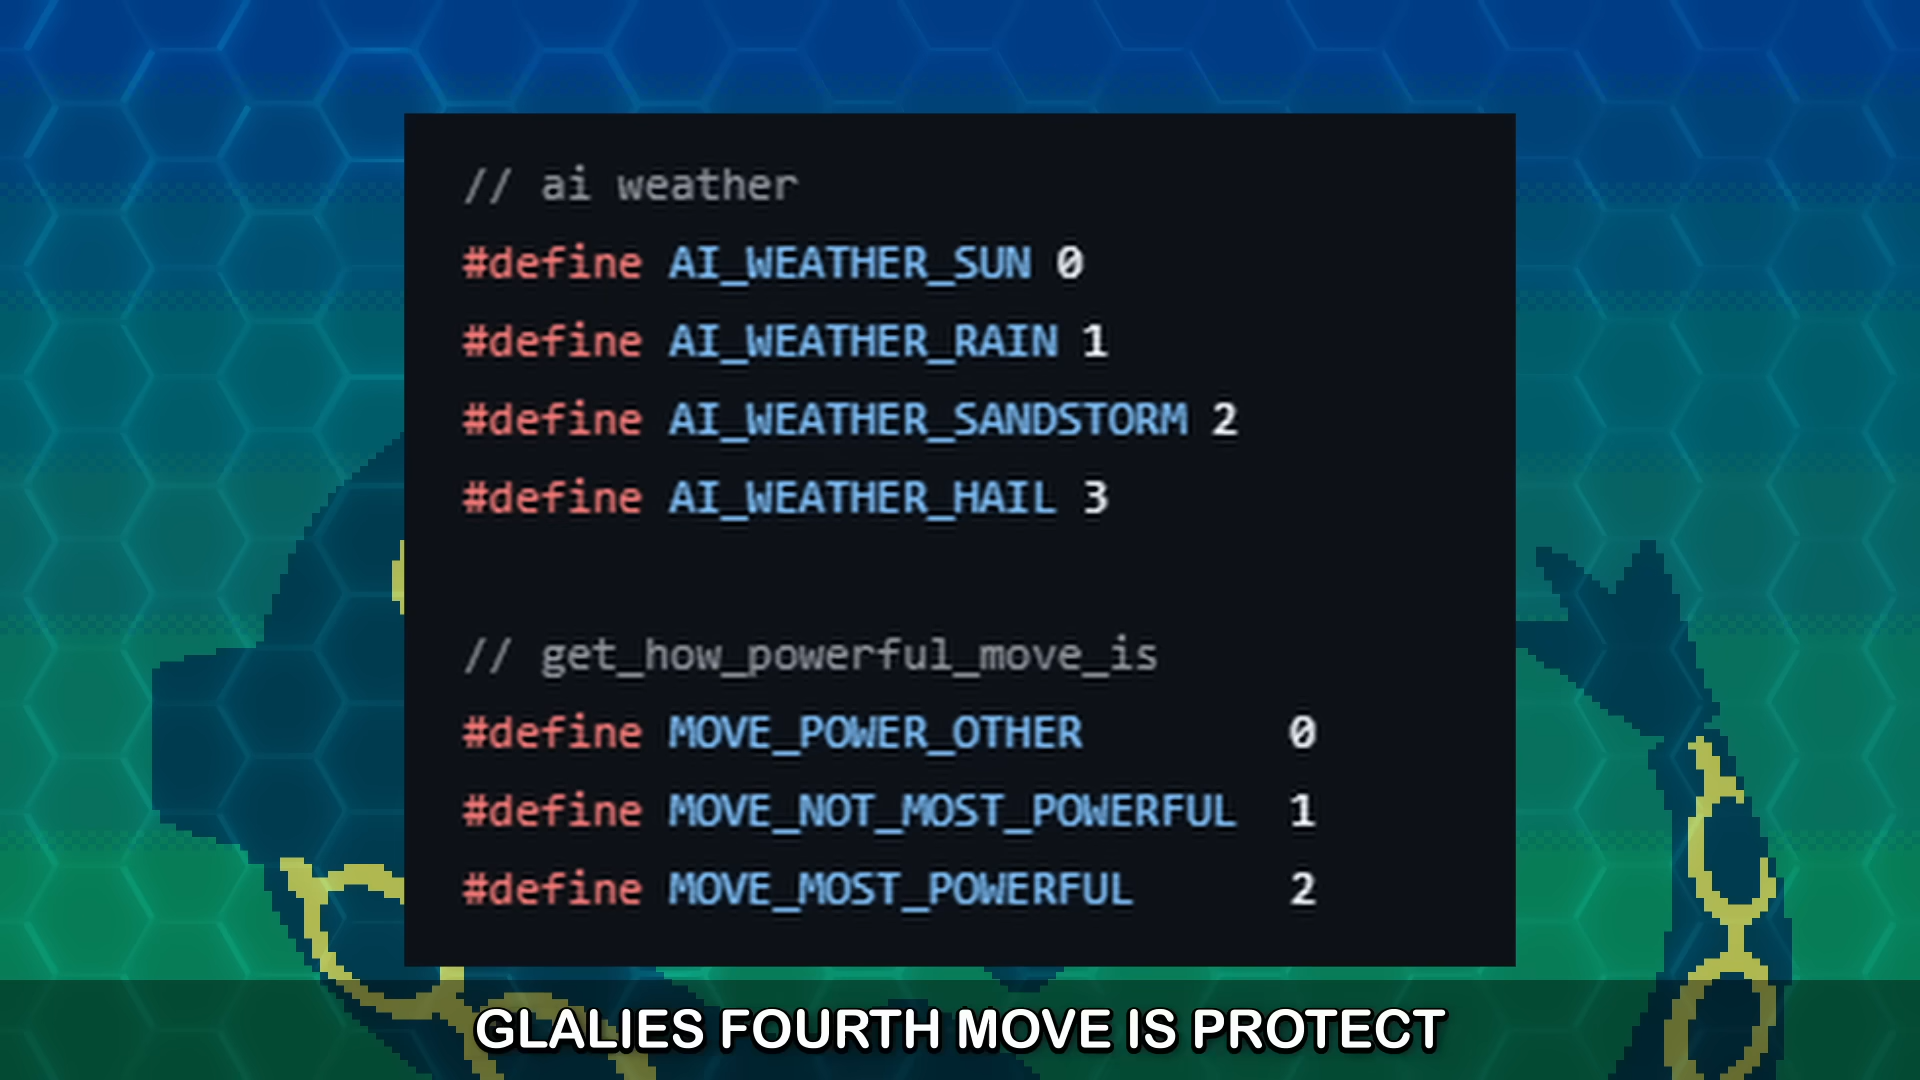 // ai weather
#define AI_WEATHER_SUN 0
#define AI_WEATHER_RAIN 1
#define AI_WEATHER_SANDSTORM 2
#define AI_WEATHER_HAIL 3
// get_how_powerful_move_is
#define MOVE_POWER_OTHER 0
#define MOVE_NOT_MOST_POWERFUL 1
#define MOVE_MOST_POWERFUL 2
GLALIES FOURTH MOVE IS PROTECT